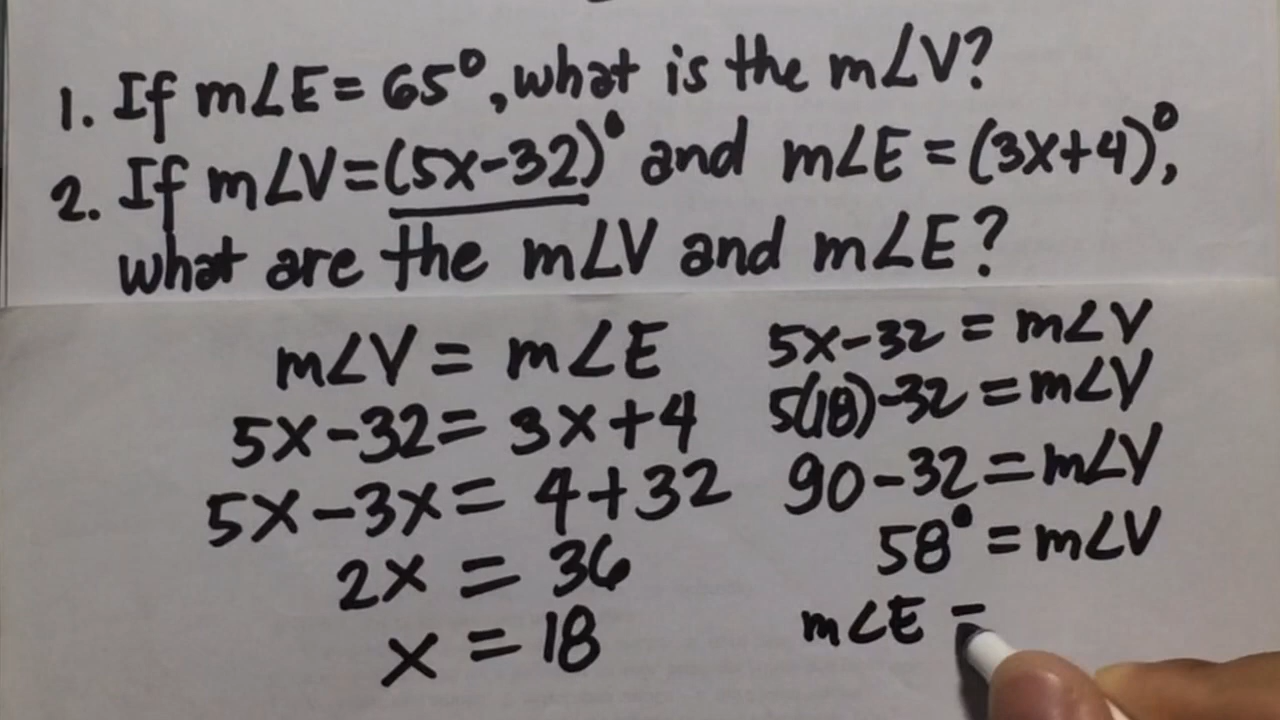 1. If m∠E = 65°, what is the m∠V?
2. If m∠V = (5x-32)° and m∠E = (3x+4)°,
what are the m∠V and m∠E?
m∠V = m∠E
5x-32 = 3x+4
5x-3x = 4+32
2x = 36
x = 18
5x-32 = m∠V
5(18)-32 = m∠V
90-32 = m∠V
58° = m∠V
m∠E =